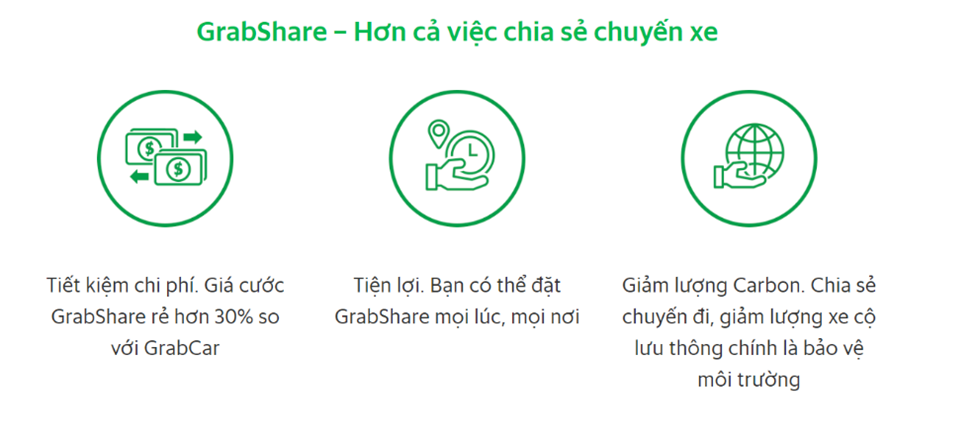 GrabShare – Hơn cả việc chia sẻ chuyến xe
Tiết kiệm chi phí. Giá cước
GrabShare rẻ hơn 30% so
với GrabCar
Tiện lợi. Bạn có thể đặt
GrabShare mọi lúc, mọi nơi
Giảm lượng Carbon. Chia sẻ
chuyến đi, giảm lượng xe cộ
lưu thông chính là bảo vệ
môi trường